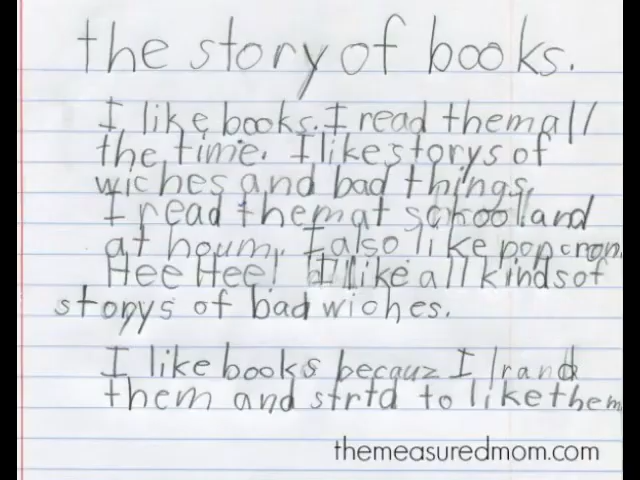 the story of books.
I like books. I read them all
the time. I like storys of
wiches and bad things.
I read them at school and
at houm. I also like popcron.
Hee Hee! I like all kinds of
storys of bad wiches.
I like books becauz I lrand
them and strtd to like them
themeasuredmom.com